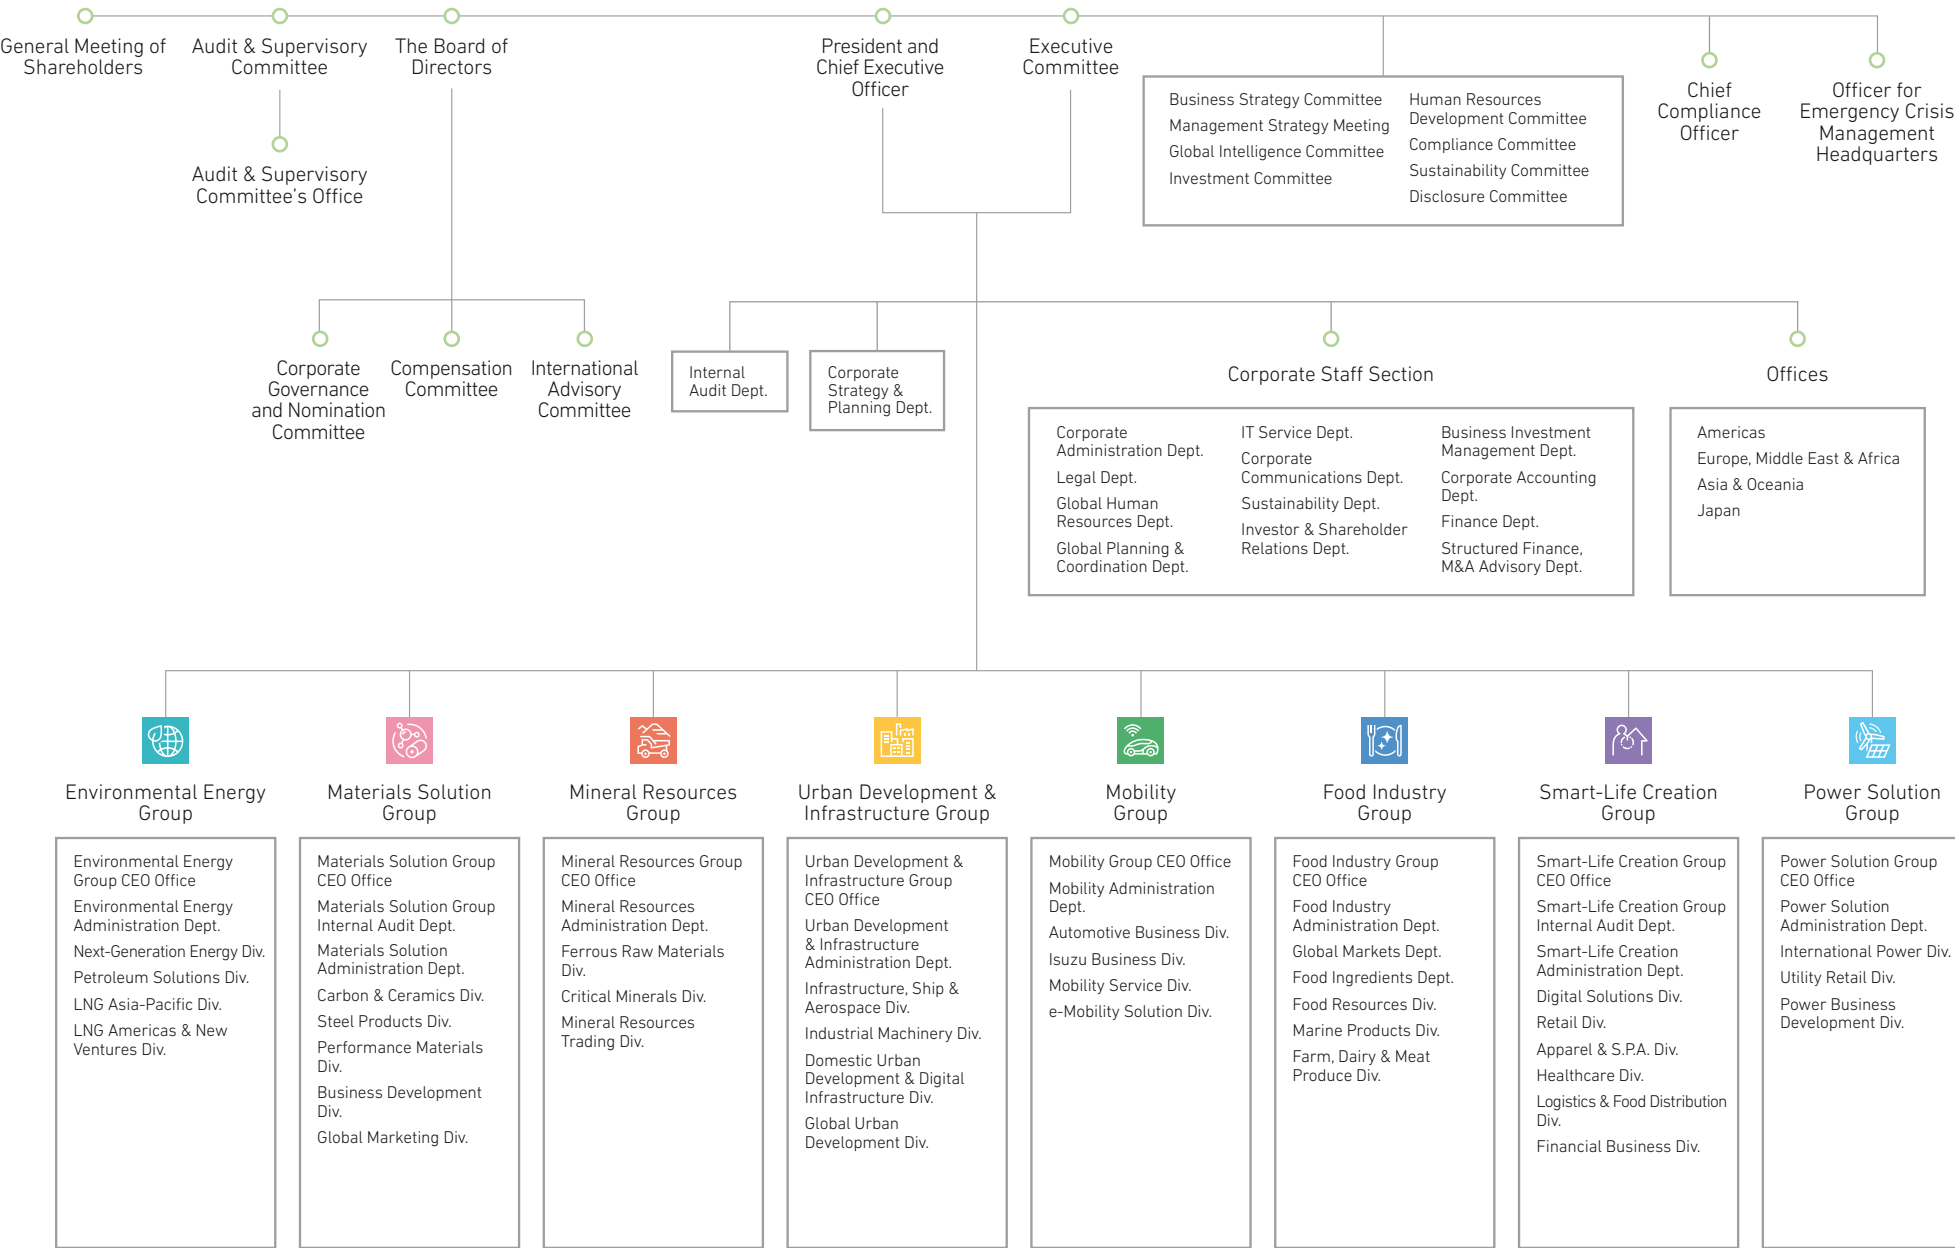 General Meeting of
Shareholders
Audit & Supervisory
Committee
The Board of
Directors
President and
Chief Executive
Officer
Executive
Committee
Business Strategy Committee
Management Strategy Meeting
Global Intelligence Committee
Investment Committee
Human Resources
Development Committee
Compliance Committee
Sustainability Committee
Disclosure Committee
Chief
Compliance
Officer
Officer for
Emergency Crisis
Management
Headquarters
Audit & Supervisory
Committee's Office
Corporate
Governance
and Nomination
Committee
Compensation
Committee
International
Advisory
Committee
Internal
Audit Dept.
Corporate
Strategy &
Planning Dept.
Corporate Staff Section
Corporate
Administration Dept.
Legal Dept.
Global Human
Resources Dept.
Global Planning &
Coordination Dept.
IT Service Dept.
Corporate
Communications Dept.
Sustainability Dept.
Investor & Shareholder
Relations Dept.
Business Investment
Management Dept.
Corporate Accounting
Dept.
Finance Dept.
Structured Finance,
M&A Advisory Dept.
Offices
Americas
Europe, Middle East & Africa
Asia & Oceania
Japan
Environmental Energy
Group
Environmental Energy
Group CEO Office
Environmental Energy
Administration Dept.
Next-Generation Energy Div.
Petroleum Solutions Div.
LNG Asia-Pacific Div.
LNG Americas & New
Ventures Div.
Materials Solution
Group
Materials Solution Group
CEO Office
Materials Solution Group
Internal Audit Dept.
Materials Solution
Administration Dept.
Carbon & Ceramics Div.
Steel Products Div.
Performance Materials
Div.
Business Development
Div.
Global Marketing Div.
Mineral Resources
Group
Mineral Resources Group
CEO Office
Mineral Resources
Administration Dept.
Ferrous Raw Materials
Div.
Critical Minerals Div.
Mineral Resources
Trading Div.
Urban Development &
Infrastructure Group
Urban Development &
Infrastructure Group
CEO Office
Urban Development
& Infrastructure
Administration Dept.
Infrastructure, Ship &
Aerospace Div.
Industrial Machinery Div.
Domestic Urban
Development & Digital
Infrastructure Div.
Global Urban
Development Div.
Mobility
Group
Mobility Group CEO Office
Mobility Administration
Dept.
Automotive Business Div.
Isuzu Business Div.
Mobility Service Div.
e-Mobility Solution Div.
Food Industry
Group
Food Industry Group
CEO Office
Food Industry
Administration Dept.
Global Markets Dept.
Food Ingredients Dept.
Food Resources Div.
Marine Products Div.
Farm, Dairy & Meat
Produce Div.
Smart-Life Creation
Group
Smart-Life Creation Group
CEO Office
Smart-Life Creation Group
Internal Audit Dept.
Smart-Life Creation
Administration Dept.
Digital Solutions Div.
Retail Div.
Apparel & S.P.A. Div.
Healthcare Div.
Logistics & Food Distribution
Div.
Financial Business Div.
Power Solution
Group
Power Solution Group
CEO Office
Power Solution
Administration Dept.
International Power Div.
Utility Retail Div.
Power Business
Development Div.